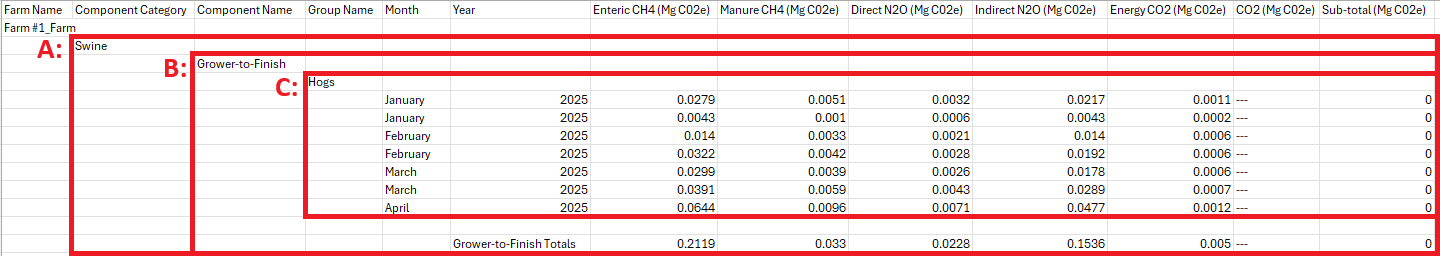 Farm Name Component Category Component Name Group Name Month Year Enteric CH4 (Mg C02e) Manure CH4 (Mg C02e) Direct N2O (Mg C02e) Indirect N2O (Mg C02e) Energy CO2 (Mg C02e) CO2 (Mg C02e) Sub-total (Mg C02e)
Farm #1_Farm
A: Swine
B: Grower-to-Finish
C: Hogs
January 2025 0.0279 0.0051 0.0032 0.0217 0.0011 --- 0
January 2025 0.0043 0.001 0.0006 0.0043 0.0002 --- 0
February 2025 0.014 0.0033 0.0021 0.014 0.0006 --- 0
February 2025 0.0322 0.0042 0.0028 0.0192 0.0006 --- 0
March 2025 0.0299 0.0039 0.0026 0.0178 0.0006 --- 0
March 2025 0.0391 0.0059 0.0043 0.0289 0.0007 --- 0
April 2025 0.0644 0.0096 0.0071 0.0477 0.0012 --- 0
Grower-to-Finish Totals 0.2119 0.033 0.0228 0.1536 0.005 --- 0